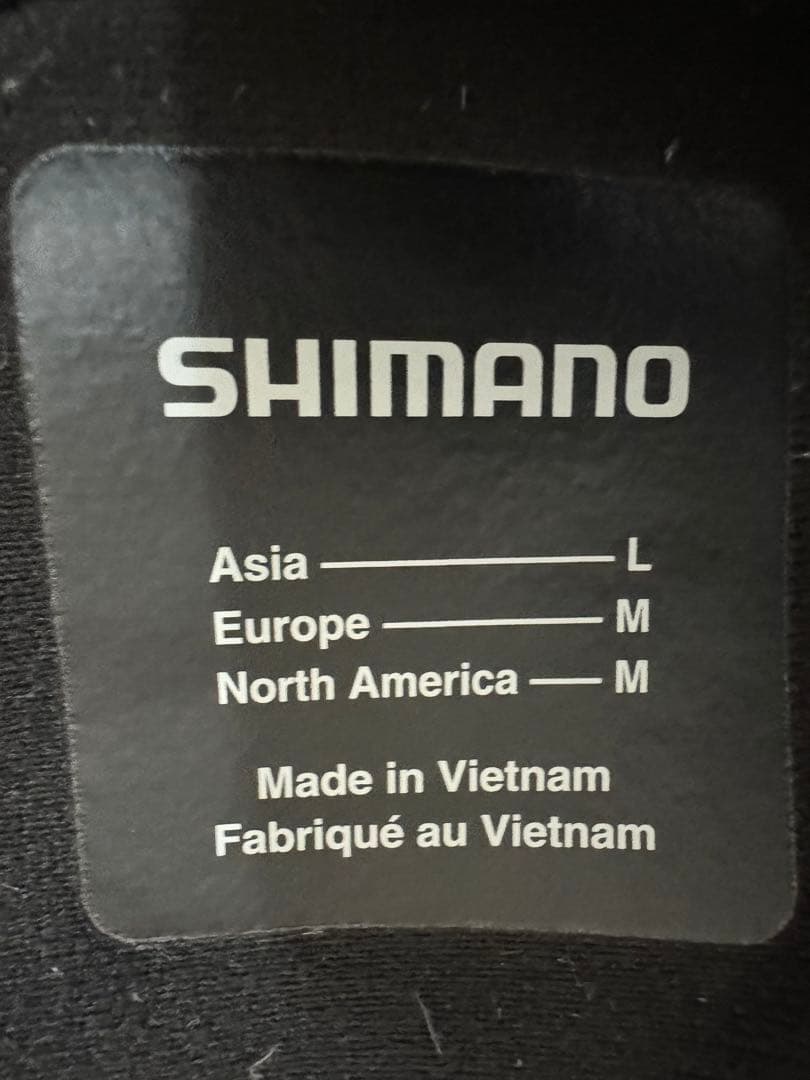 SHIMANO
Asia — L
Europe — M
North America — M
Made in Vietnam
Fabriqué au Vietnam